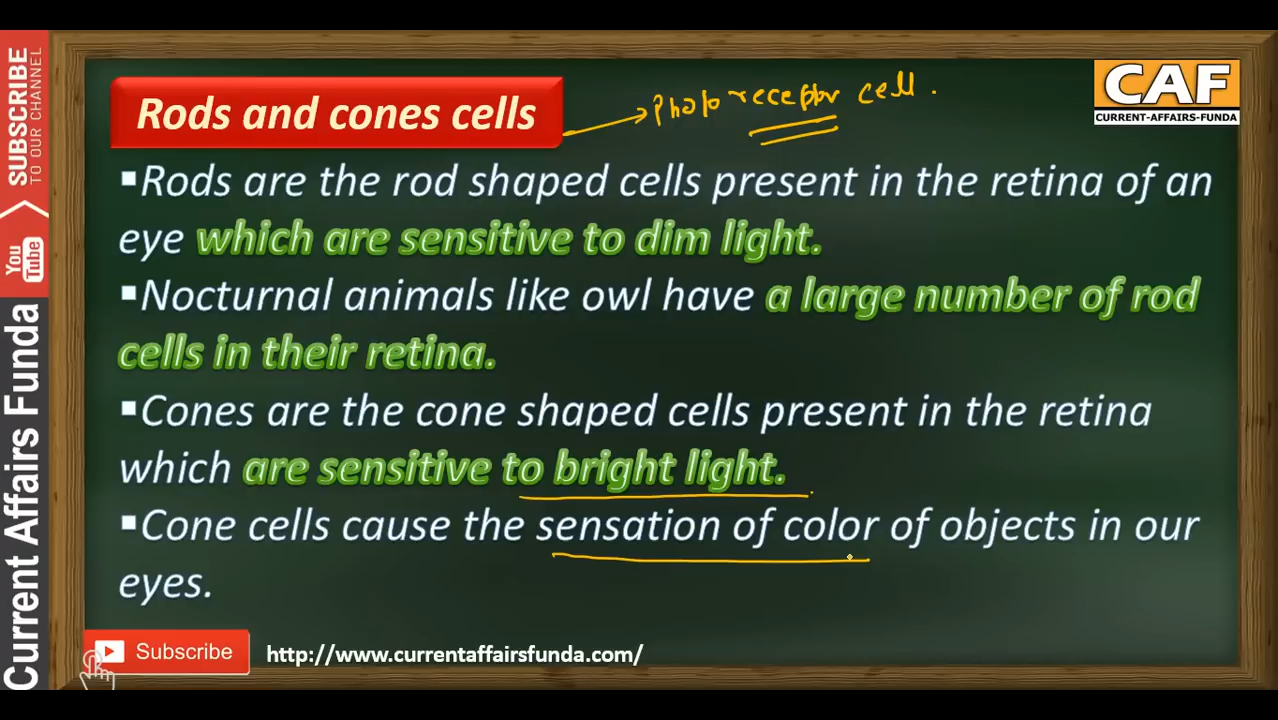 SUBSCRIBE
TO OUR CHANNEL
You
Tube
Current Affairs Funda
Rods and cones cells
Photo receptor cell.
CAF
CURRENT-AFFAIRS-FUNDA
▪Rods are the rod shaped cells present in the retina of an
eye which are sensitive to dim light.
▪Nocturnal animals like owl have a large number of rod
cells in their retina.
▪Cones are the cone shaped cells present in the retina
which are sensitive to bright light.
▪Cone cells cause the sensation of color of objects in our
eyes.
Subscribe
http://www.currentaffairsfunda.com/